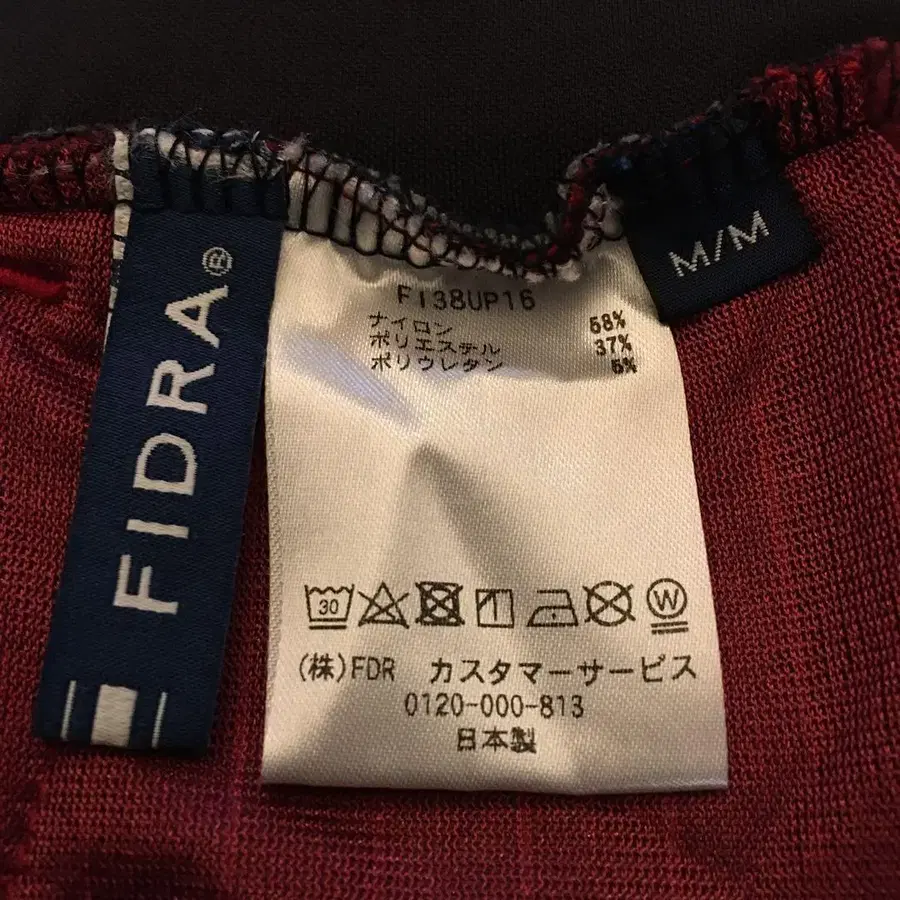 FIDRA®
M/M
FI38UP16
ナイロン 58%
ポリエステル 37%
ポリウレタン 5%
30
W
(株)FDR カスタマーサービス
0120-000-813
日本製